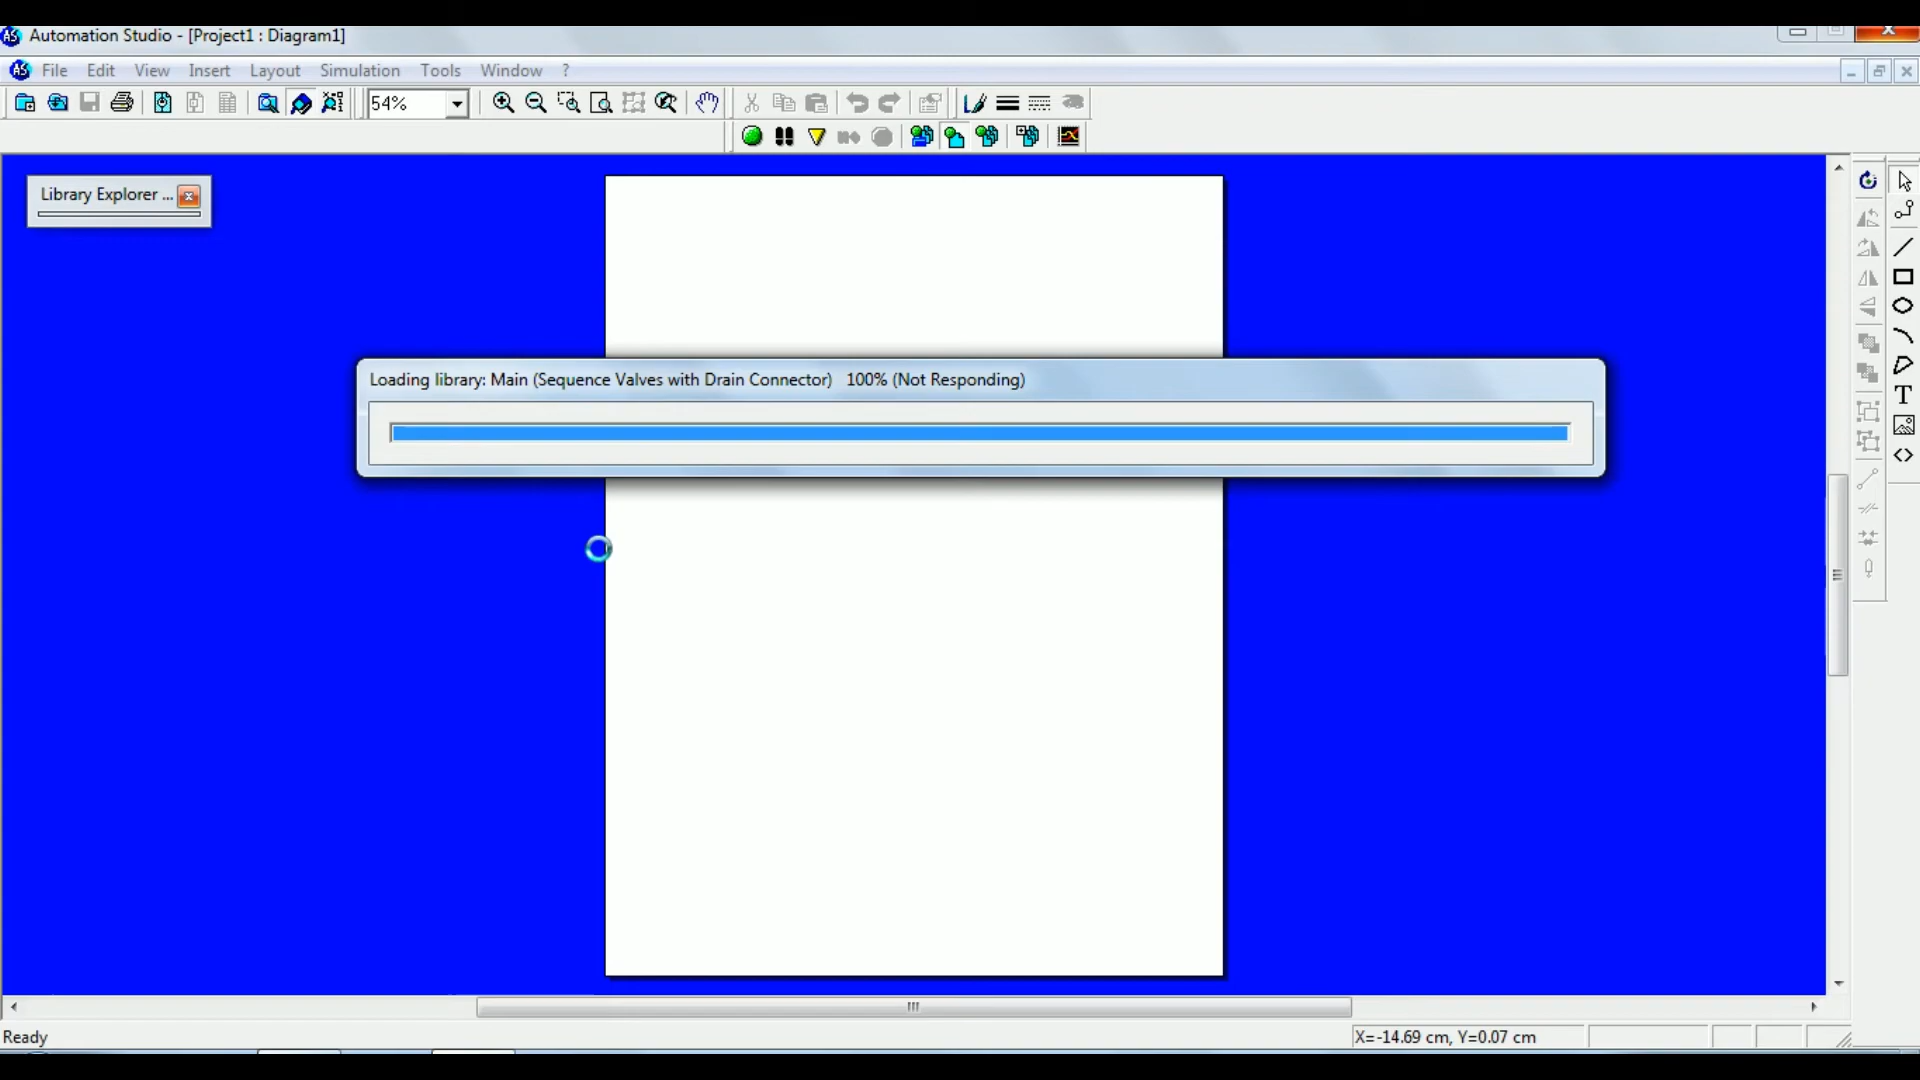 Automation Studio - [Project1 : Diagram1]
File Edit View Insert Layout Simulation Tools Window ?
54%
Library Explorer ...
Loading library: Main (Sequence Valves with Drain Connector) 100% (Not Responding)
Ready
X=-14.69 cm, Y=0.07 cm